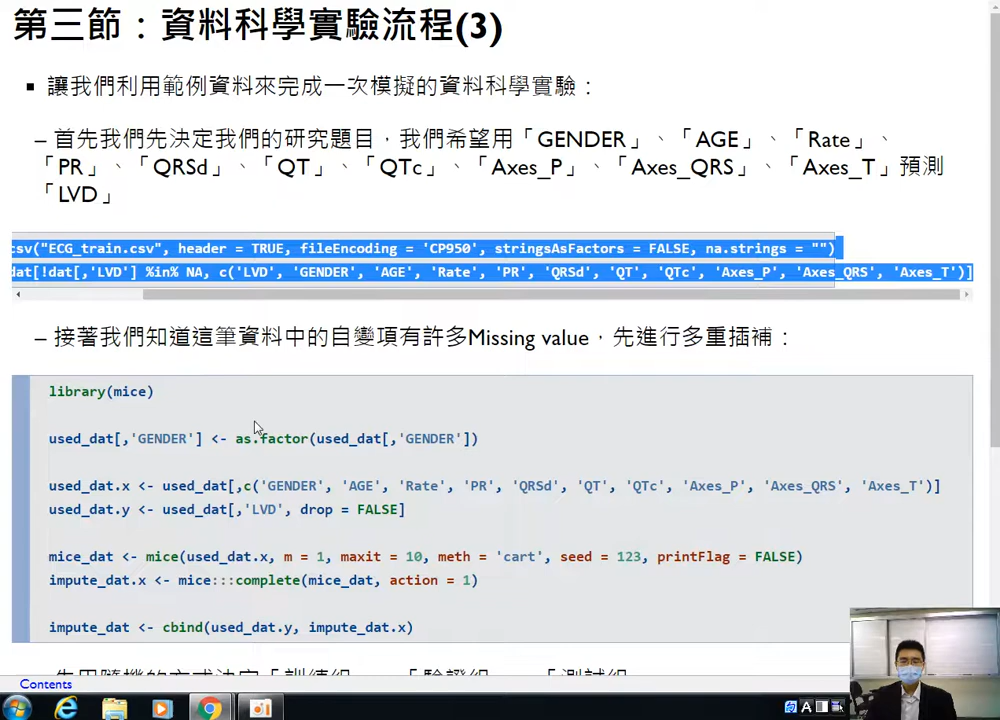 第三節：資料科學實驗流程(3)
讓我們利用範例資料來完成一次模擬的資料科學實驗：
– 首先我們先決定我們的研究題目，我們希望用「GENDER」、「AGE」、「Rate」、
「PR」、「QRSd」、「QT」、「QTc」、「Axes_P」、「Axes_QRS」、「Axes_T」預測
「LVD」
csv("ECG_train.csv", header = TRUE, fileEncoding = 'CP950', stringsAsFactors = FALSE, na.strings = "")
dat[!dat[,'LVD'] %in% NA, c('LVD', 'GENDER', 'AGE', 'Rate', 'PR', 'QRSd', 'QT', 'QTc', 'Axes_P', 'Axes_QRS', 'Axes_T')]
– 接著我們知道這筆資料中的自變項有許多Missing value，先進行多重插補：
library(mice)
used_dat[,'GENDER'] <- as.factor(used_dat[,'GENDER'])
used_dat.x <- used_dat[,c('GENDER', 'AGE', 'Rate', 'PR', 'QRSd', 'QT', 'QTc', 'Axes_P', 'Axes_QRS', 'Axes_T')]
used_dat.y <- used_dat[,'LVD', drop = FALSE]
mice_dat <- mice(used_dat.x, m = 1, maxit = 10, meth = 'cart', seed = 123, printFlag = FALSE)
impute_dat.x <- mice:::complete(mice_dat, action = 1)
impute_dat <- cbind(used_dat.y, impute_dat.x)
Contents